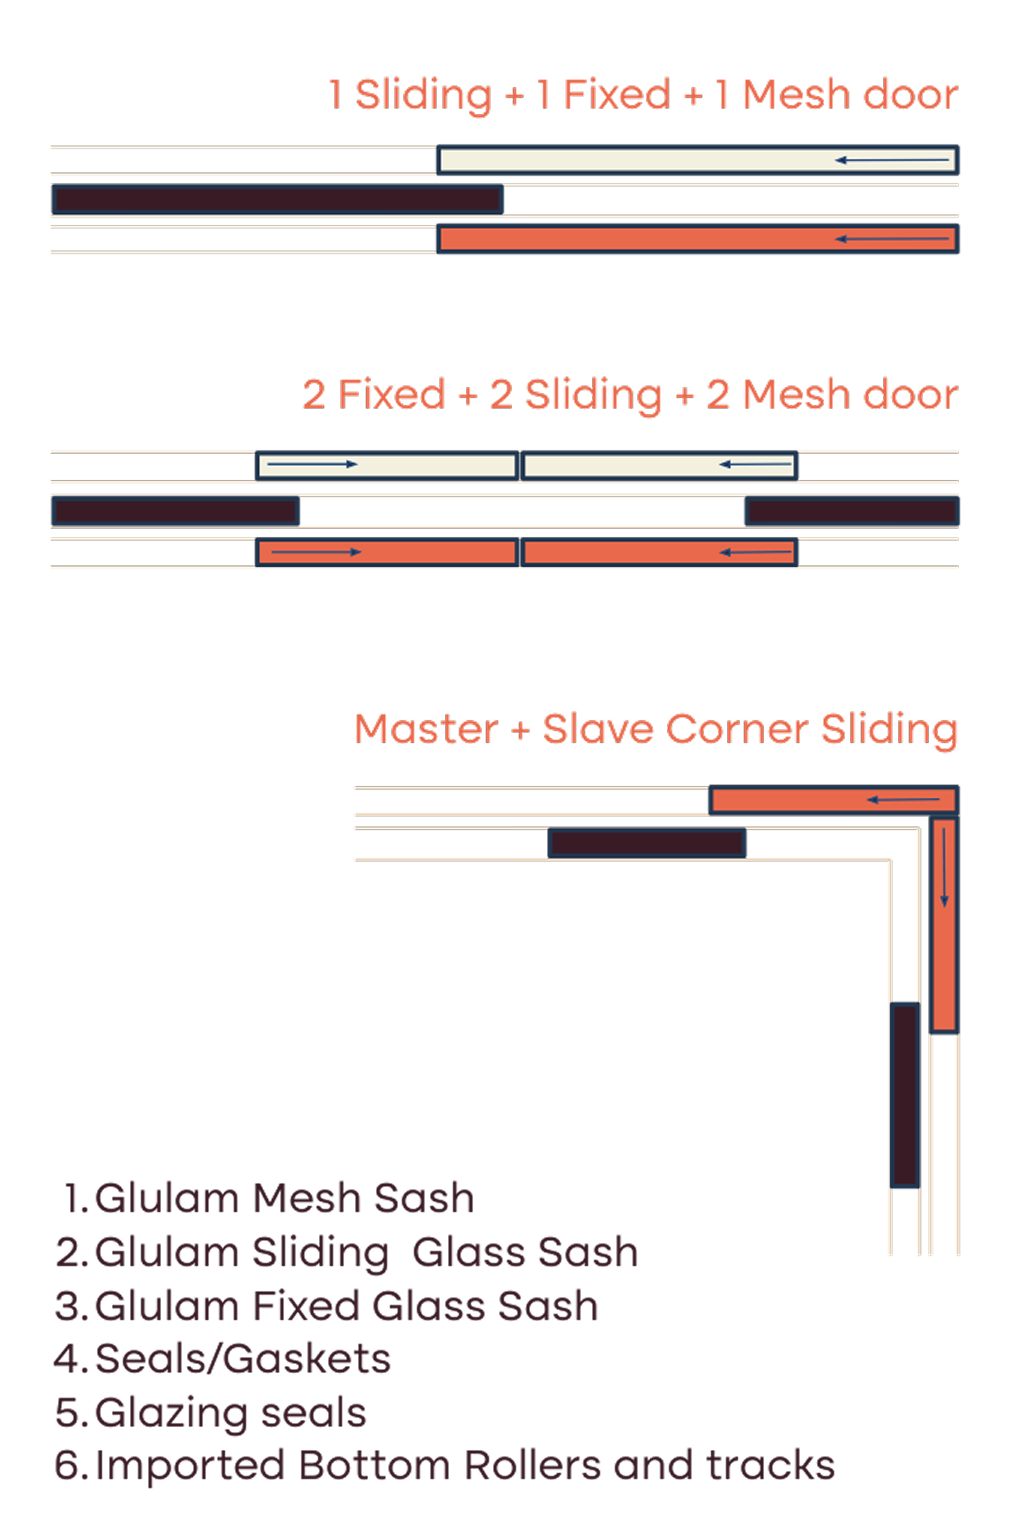 1 Sliding + 1 Fixed + 1 Mesh door
2 Fixed + 2 Sliding + 2 Mesh door
Master + Slave Corner Sliding
1. Glulam Mesh Sash
2. Glulam Sliding  Glass Sash
3. Glulam Fixed Glass Sash
4. Seals/Gaskets
5. Glazing seals
6. Imported Bottom Rollers and tracks